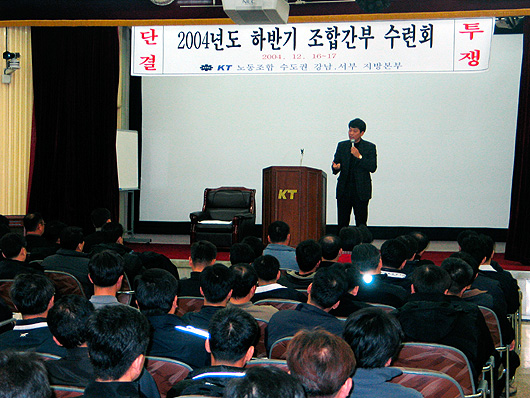 단결
2004년도 하반기 조합간부 수련회
투쟁
2004. 12. 16-17
KT 노동조합 수도권 강남.서부 지방본부
KT